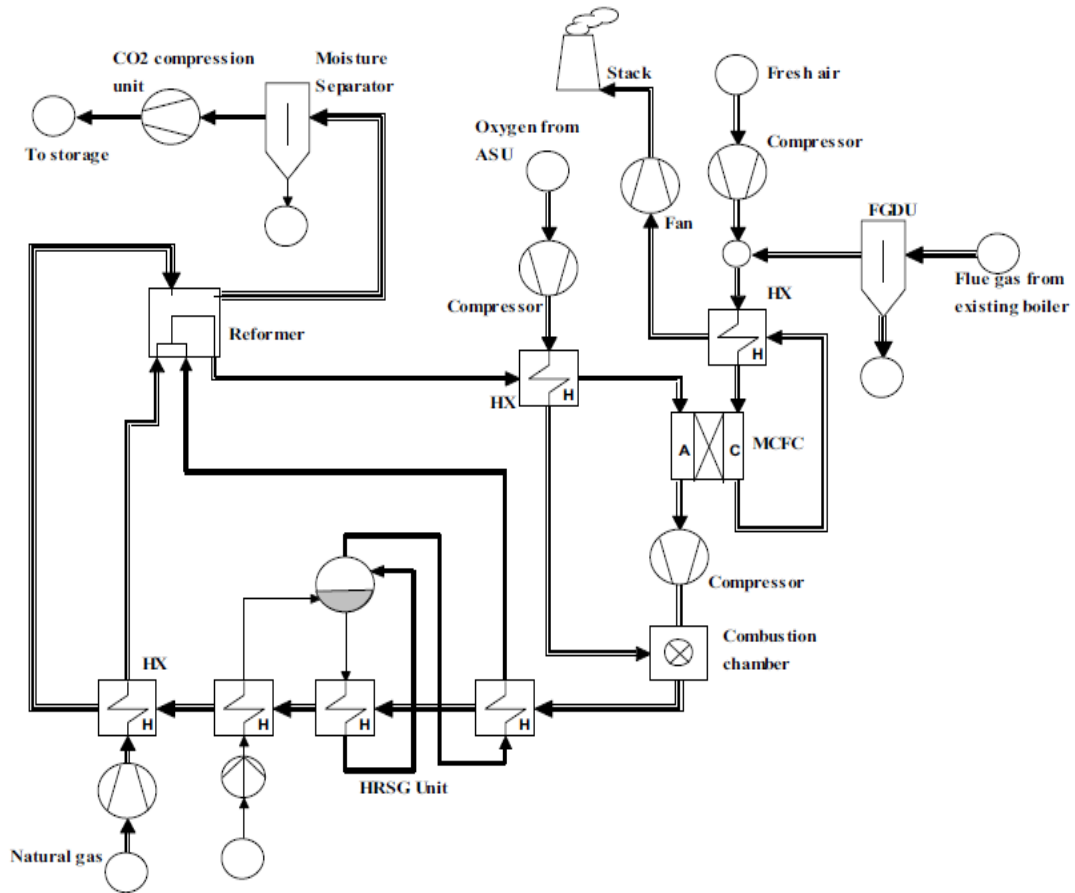 CO2 compression
unit
Moisture
Separator
To storage
Stack
Fresh air
Oxygen from
ASU
Compressor
Fan
FGDU
Flue gas from
existing boiler
Compressor
HX
H
Reformer
HX
H
MCFC
A
C
Compressor
Combustion
chamber
HX
H
H
H
H
HRSG Unit
Natural gas